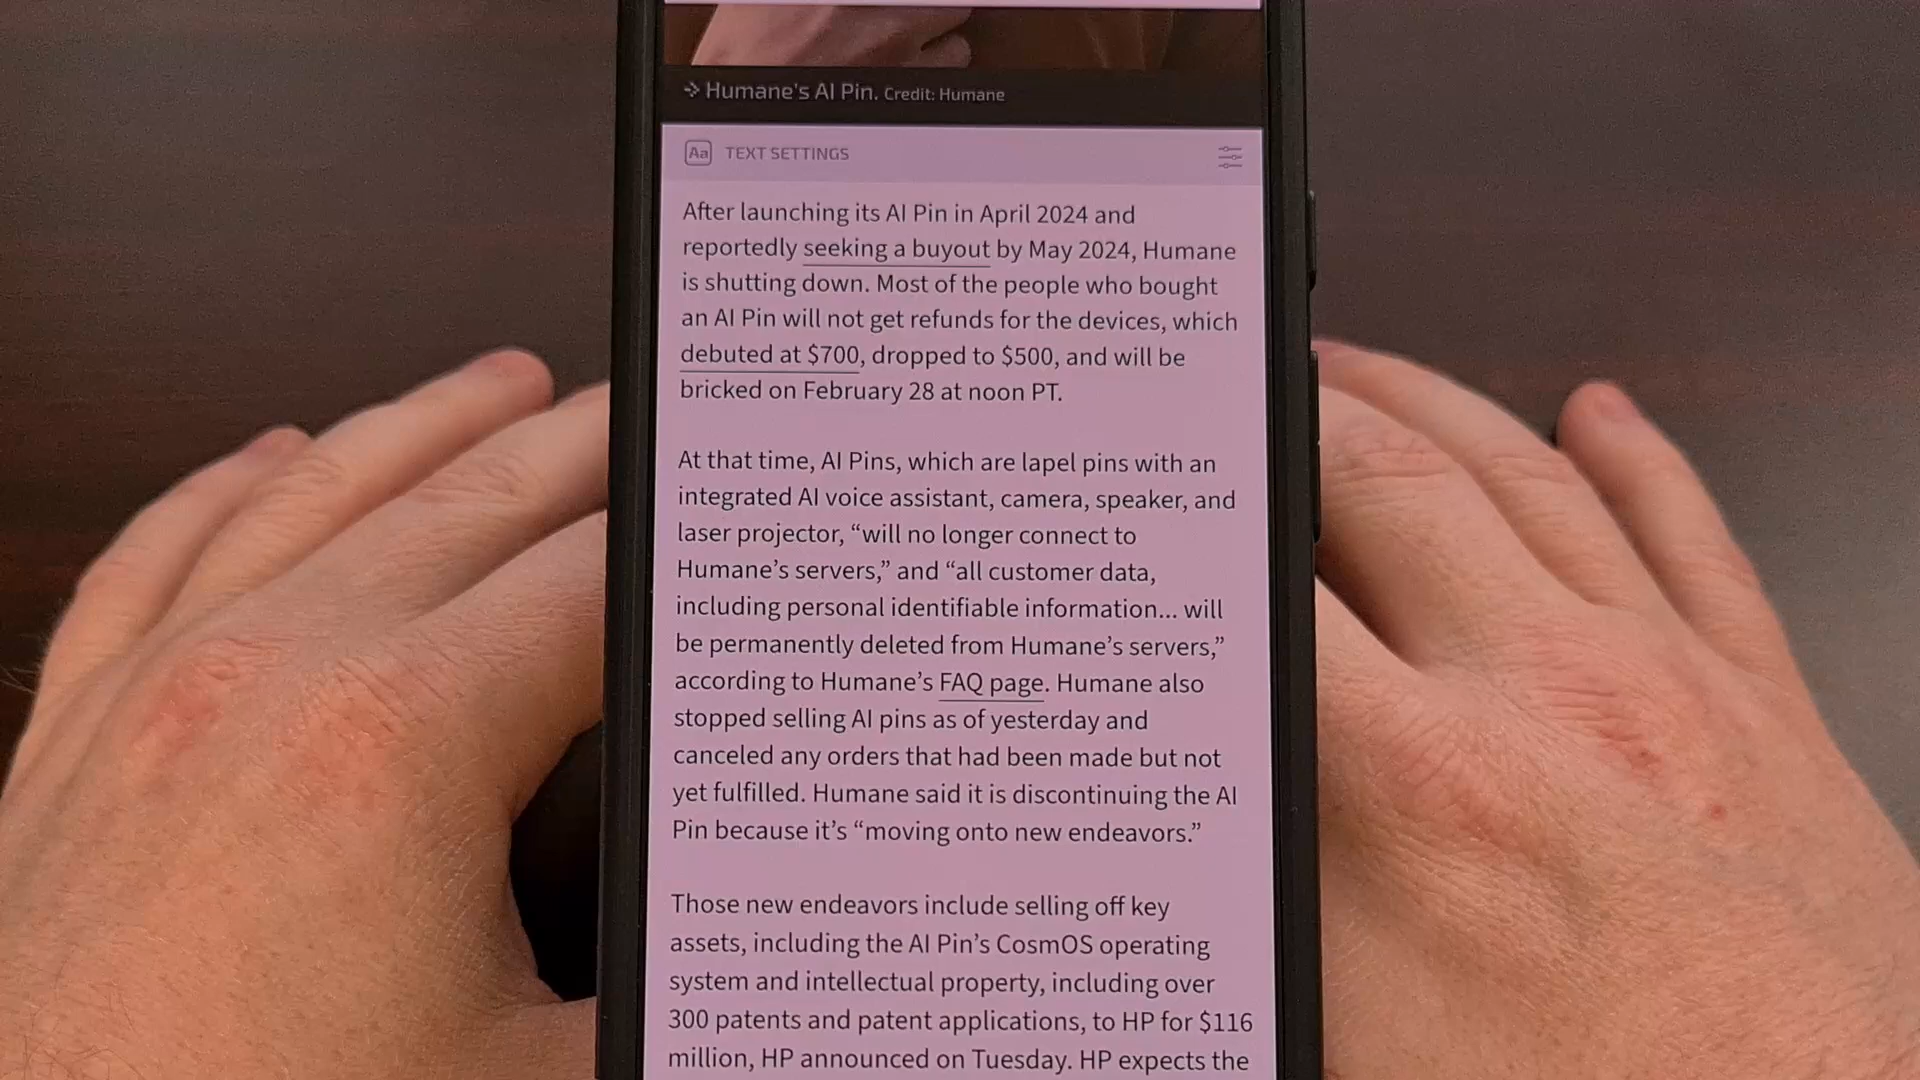 Humane's AI Pin. Credit: Humane
Aa TEXT SETTINGS
After launching its AI Pin in April 2024 and
reportedly seeking a buyout by May 2024, Humane
is shutting down. Most of the people who bought
an AI Pin will not get refunds for the devices, which
debuted at $700, dropped to $500, and will be
bricked on February 28 at noon PT.
At that time, AI Pins, which are lapel pins with an
integrated AI voice assistant, camera, speaker, and
laser projector, “will no longer connect to
Humane’s servers,” and “all customer data,
including personal identifiable information... will
be permanently deleted from Humane’s servers,”
according to Humane’s FAQ page. Humane also
stopped selling AI pins as of yesterday and
canceled any orders that had been made but not
yet fulfilled. Humane said it is discontinuing the AI
Pin because it’s “moving onto new endeavors.”
Those new endeavors include selling off key
assets, including the AI Pin’s CosmOS operating
system and intellectual property, including over
300 patents and patent applications, to HP for $116
million, HP announced on Tuesday. HP expects the